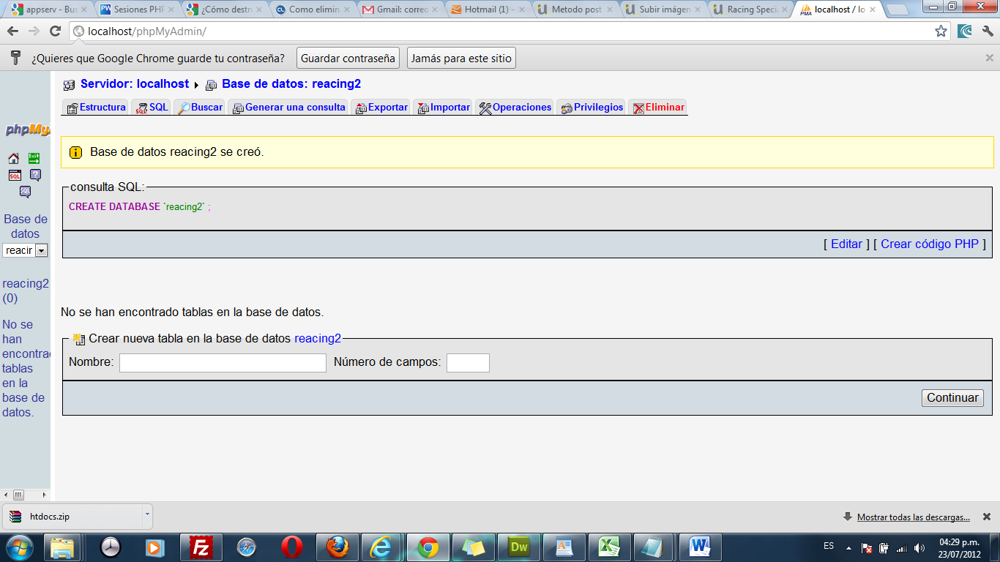 appserv - Bus
Sesiones PHP
¿Cómo destru
Como elimin
Gmail: correo
Hotmail (1) -
Metodo post
Subir imágen
Racing Speci
localhost / lo
localhost/phpMyAdmin/
¿Quieres que Google Chrome guarde tu contraseña? Guardar contraseña Jamás para este sitio
Servidor: localhost Base de datos: reacing2
Estructura SQL Buscar Generar una consulta Exportar Importar Operaciones Privilegios Eliminar
phpMyA
Exit
SQL
SQL
Base de
datos
reacir
reacing2
(0)
No se
han
encontra
tablas
en la
base de
datos.
Base de datos reacing2 se creó.
consulta SQL:
CREATE DATABASE `reacing2` ;
[ Editar ] [ Crear código PHP ]
No se han encontrado tablas en la base de datos.
Crear nueva tabla en la base de datos reacing2
Nombre: Número de campos:
Continuar
htdocs.zip
Mostrar todas las descargas...
ES
04:29 p.m.
23/07/2012